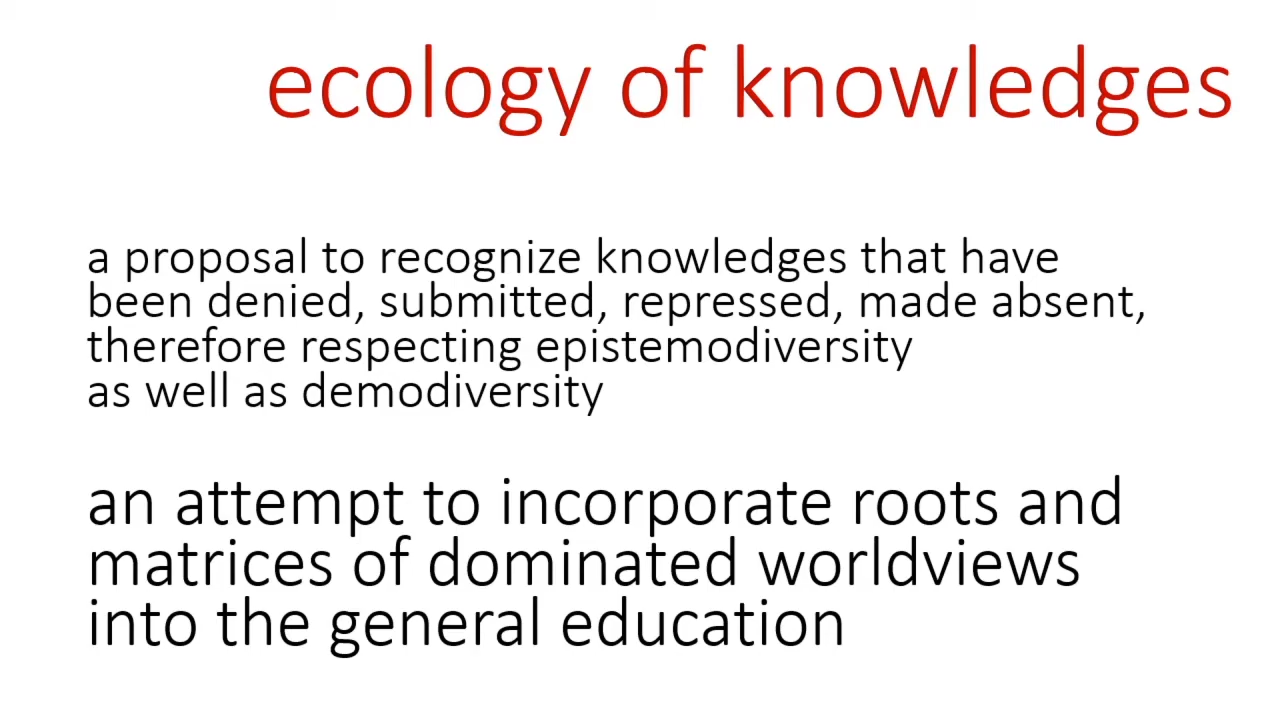 ecology of knowledges
a proposal to recognize knowledges that have
been denied, submitted, repressed, made absent,
therefore respecting epistemodiversity
as well as demodiversity
an attempt to incorporate roots and
matrices of dominated worldviews
into the general education